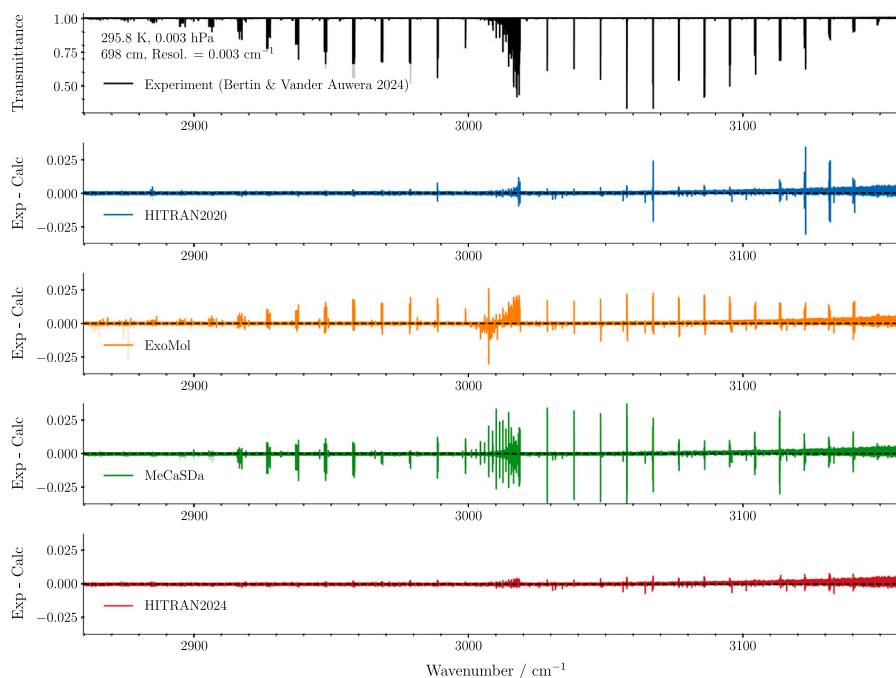 1.00
0.75
0.50
Transmittance
295.8 K, 0.003 hPa
698 cm, Resol. = 0.003 cm⁻¹
Experiment (Bertin & Vander Auwera 2024)
2900 3000 3100
0.025
0.000
−0.025
Exp - Calc
HITRAN2020
2900 3000 3100
0.025
0.000
−0.025
Exp - Calc
ExoMol
2900 3000 3100
0.025
0.000
−0.025
Exp - Calc
MeCaSDa
2900 3000 3100
0.025
0.000
−0.025
Exp - Calc
HITRAN2024
2900 3000 3100
Wavenumber / cm⁻¹